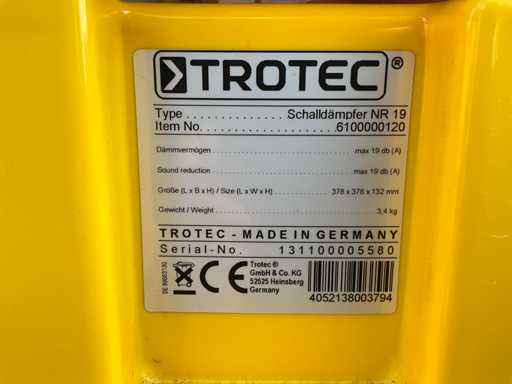 TROTEC®
Type ................ Schalldämpfer NR 19
Item No. ................ 6100000120
Dämmvermögen ................ max 19 db (A)
Sound reduction ................ max 19 db (A)
Größe (L x B x H) / Size (L x W x H) ................ 378 x 378 x 132 mm
Gewicht / Weight ................ 3,4 kg
TROTEC - MADE IN GERMANY
Serial-No. 131100005580
Trotec ®
GmbH & Co. KG
52525 Heinsberg
Germany
CE
4052138003794